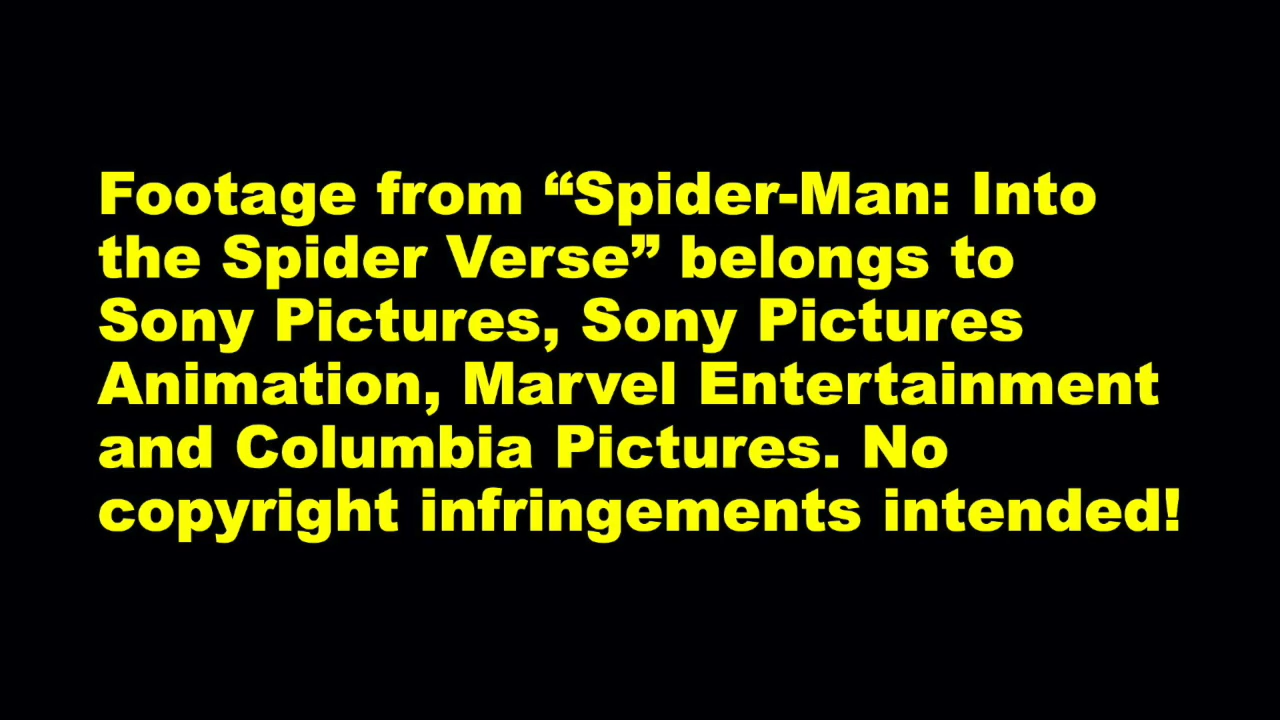 Footage from “Spider-Man: Into
the Spider Verse” belongs to
Sony Pictures, Sony Pictures
Animation, Marvel Entertainment
and Columbia Pictures. No
copyright infringements intended!